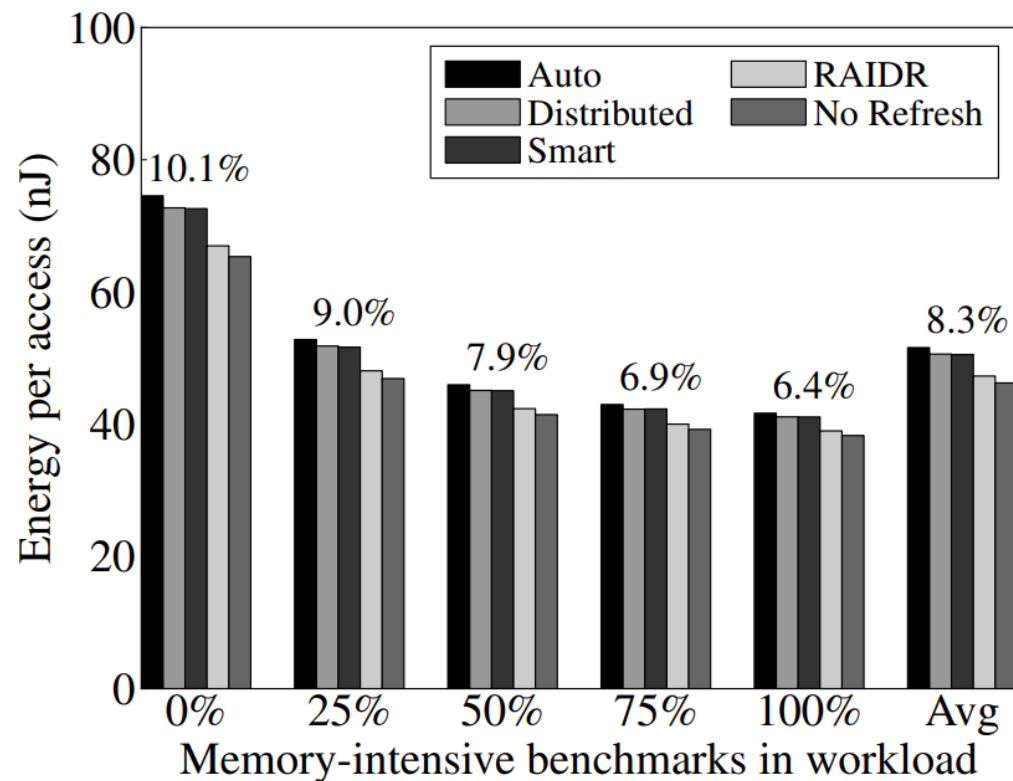 100
80
60
40
20
0
Energy per access (nJ)
Auto
Distributed
Smart
RAIDR
No Refresh
10.1%
9.0%
7.9%
6.9%
6.4%
8.3%
0% 25% 50% 75% 100% Avg
Memory-intensive benchmarks in workload